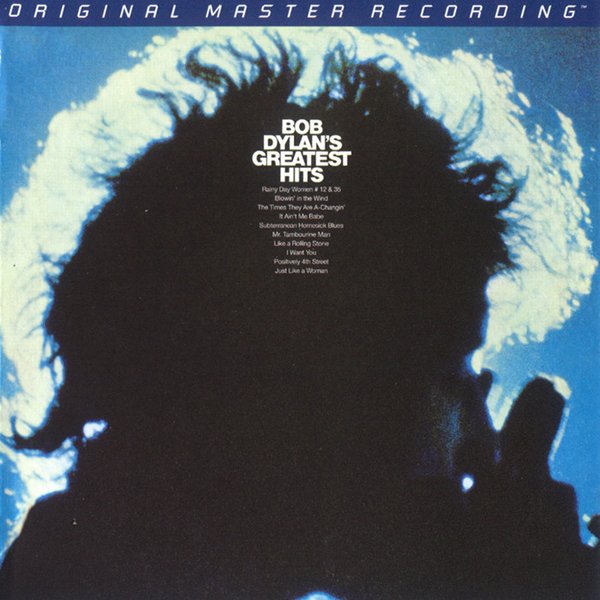 ORIGINAL MASTER RECORDING™
BOB
DYLAN'S
GREATEST
HITS
Rainy Day Women # 12 & 35
Blowin' in the Wind
The Times They Are A-Changin'
It Ain't Me Babe
Subterranean Homesick Blues
Mr. Tambourine Man
Like a Rolling Stone
I Want You
Positively 4th Street
Just Like a Woman